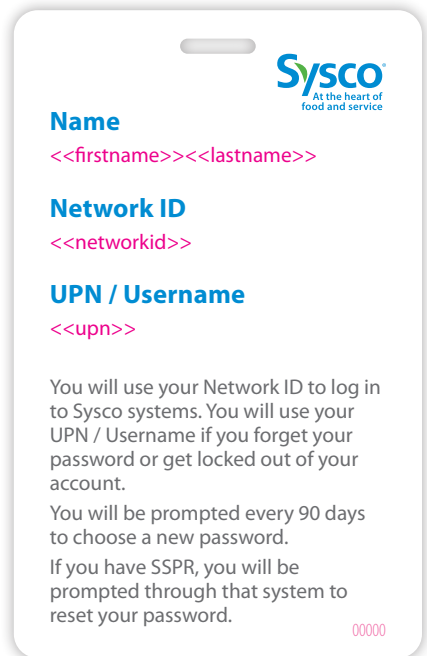 Sysco®
At the heart of
food and service
Name
<<firstname>><<lastname>>
Network ID
<<networkid>>
UPN / Username
<<upn>>
You will use your Network ID to log in
to Sysco systems. You will use your
UPN / Username if you forget your
password or get locked out of your
account.
You will be prompted every 90 days
to choose a new password.
If you have SSPR, you will be
prompted through that system to
reset your password.
00000